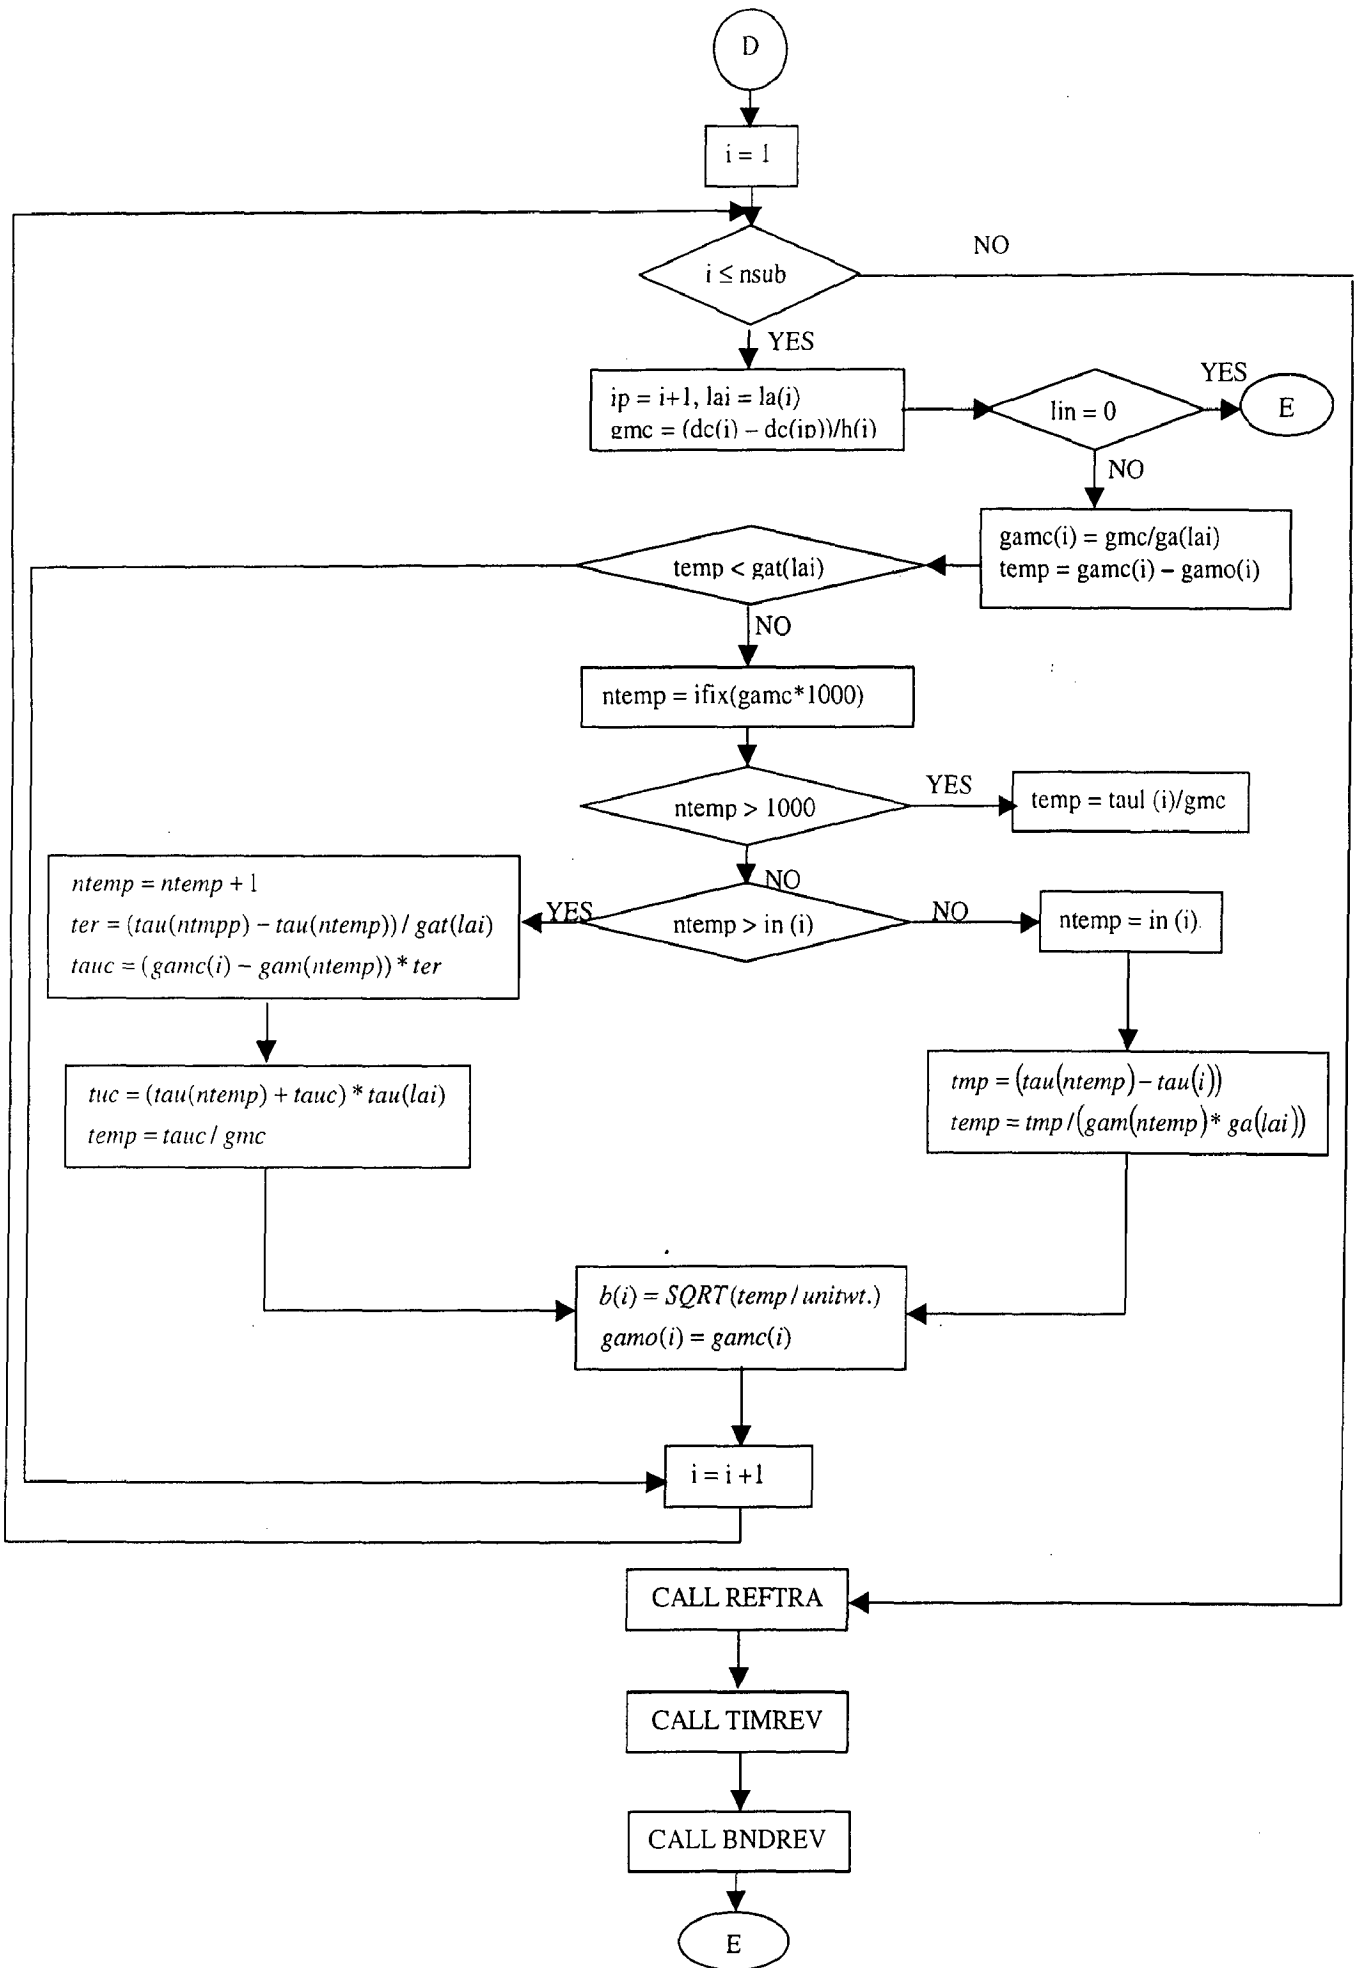 D
i = 1
i ≤ nsub
NO
YES
ip = i+1, lai = la(i)
gmc = (dc(i) – dc(ip))/h(i)
lin = 0
YES
E
NO
gamc(i) = gmc/ga(lai)
temp = gamc(i) – gamo(i)
temp < gat(lai)
NO
ntemp = ifix(gamc*1000)
ntemp > 1000
YES
temp = taul (i)/gmc
NO
ntemp > in (i)
YES
NO
ntemp = in (i).
ntemp = ntemp + 1
ter = (tau(ntmpp) – tau(ntemp)) / gat(lai)
tauc = (gamc(i) – gam(ntemp)) * ter
tuc = (tau(ntemp) + tauc) * tau(lai)
temp = tauc / gmc
tmp = (tau(ntemp) – tau(i))
temp = tmp /(gam(ntemp)* ga(lai))
b(i) = SQRT(temp / unitwt.)
gamo(i) = gamc(i)
i = i +1
CALL REFTRA
CALL TIMREV
CALL BNDREV
E